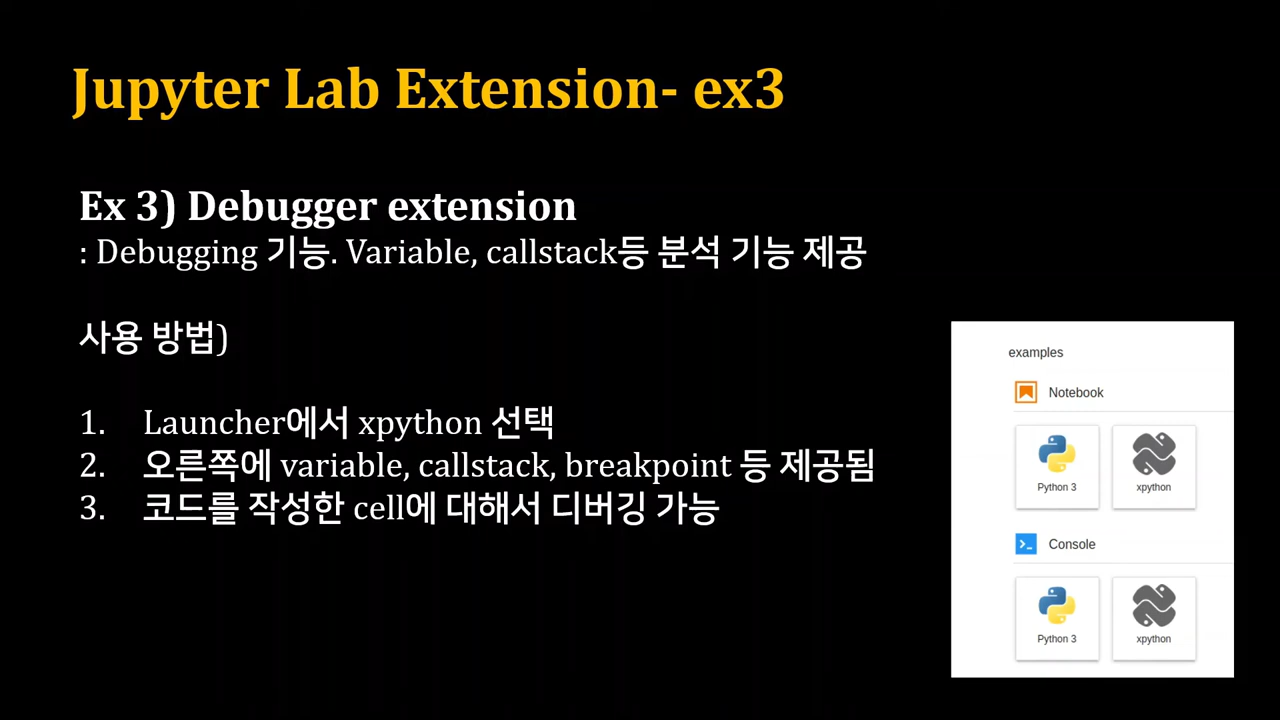 Jupyter Lab Extension- ex3
Ex 3) Debugger extension
: Debugging 기능. Variable, callstack등 분석 기능 제공
사용 방법)
1. Launcher에서 xpython 선택
2. 오른쪽에 variable, callstack, breakpoint 등 제공됨
3. 코드를 작성한 cell에 대해서 디버깅 가능
examples
Notebook
Python 3 xpython
Console
Python 3 xpython